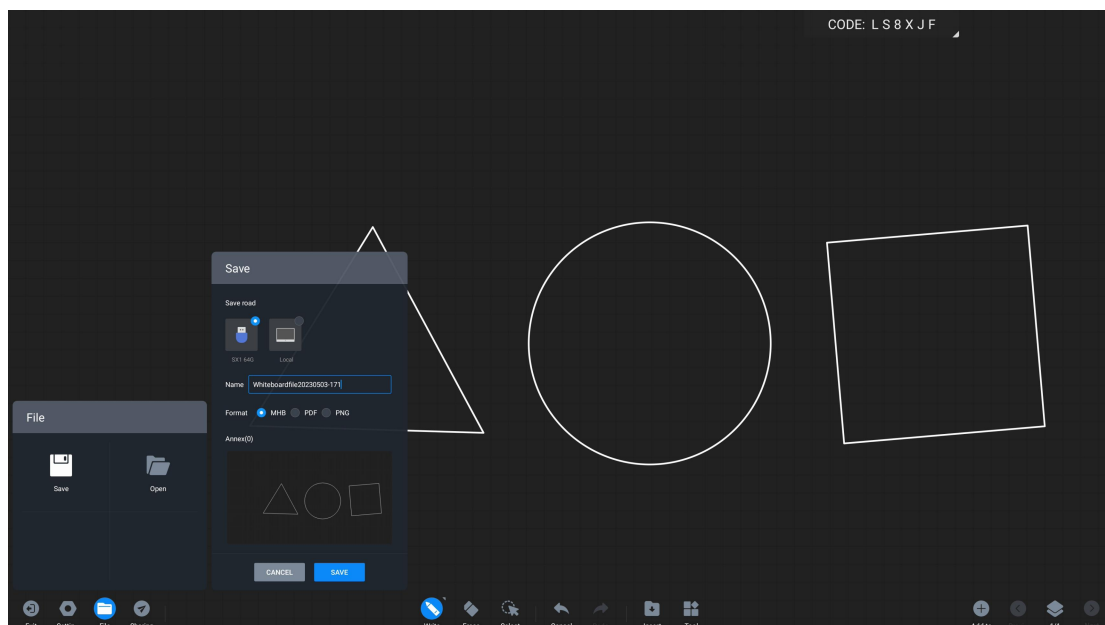 CODE: L S 8 X J F
Save
Save road
SX1 64G
Local
Name Whiteboardfile20230503-171
Format MHB PDF PNG
Annex(0)
CANCEL SAVE
File
Save Open